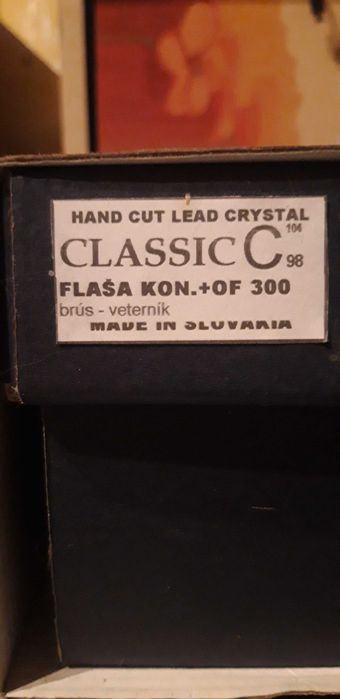 HAND CUT LEAD CRYSTAL
CLASSIC C 104 98
FLAŠA KON.+OF 300
brús - veterník
MADE IN SLOVAKIA